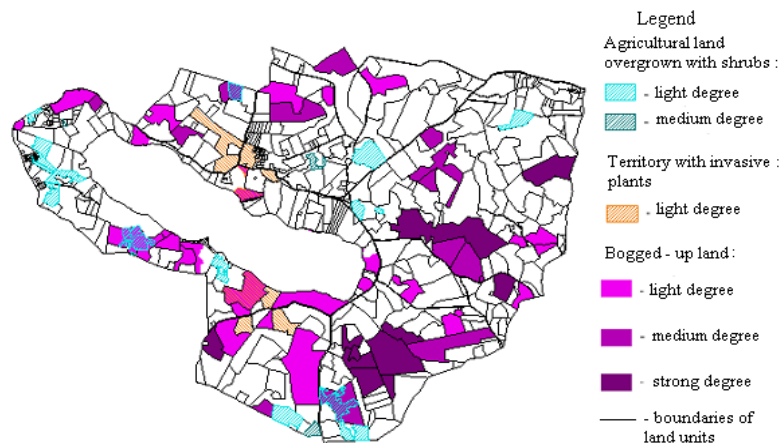 Legend
Agricultural land
overgrown with shrubs :
- light degree
- medium degree
Territory with invasive :
plants
- light degree
Bogged - up land :
- light degree
- medium degree
- strong degree
- boundaries of
land units